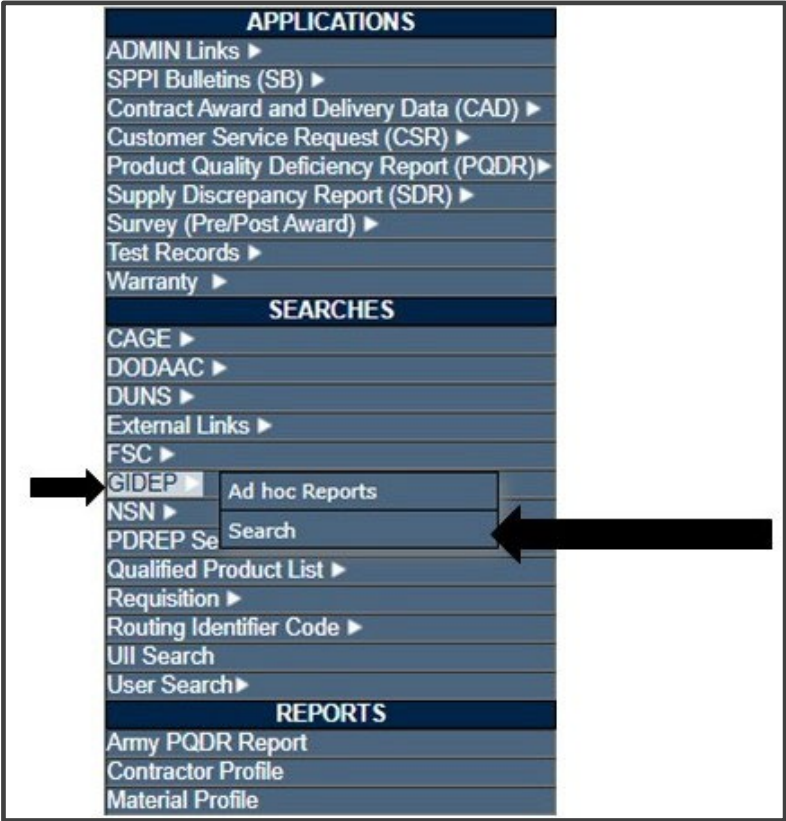 APPLICATIONS
ADMIN Links ▶
SPPI Bulletins (SB) ▶
Contract Award and Delivery Data (CAD) ▶
Customer Service Request (CSR) ▶
Product Quality Deficiency Report (PQDR)▶
Supply Discrepancy Report (SDR) ▶
Survey (Pre/Post Award) ▶
Test Records ▶
Warranty ▶
SEARCHES
CAGE ▶
DODAAC ▶
DUNS ▶
External Links ▶
FSC ▶
GIDEP ▶
Ad hoc Reports
NSN ▶
Search
PDREP Se
Qualified Product List ▶
Requisition ▶
Routing Identifier Code ▶
UII Search
User Search▶
REPORTS
Army PQDR Report
Contractor Profile
Material Profile